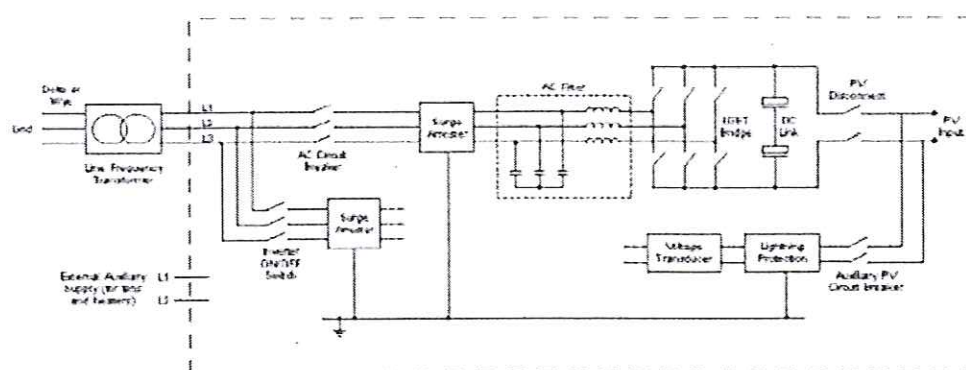 Delta or
Wye
Grid
Line Frequency
Transformer
L1
L2
L3
AC Circuit
Breaker
Surge
Arrester
AC Filter
IGBT
Bridge
DC
Link
PV
Disconnect
PV
Input
Surge
Arrester
Inverter
ON/OFF
Switch
Voltage
Transducer
Lightning
Protection
Auxiliary PV
Circuit Breaker
External Auxiliary
Supply (for fans
and heaters)
L1